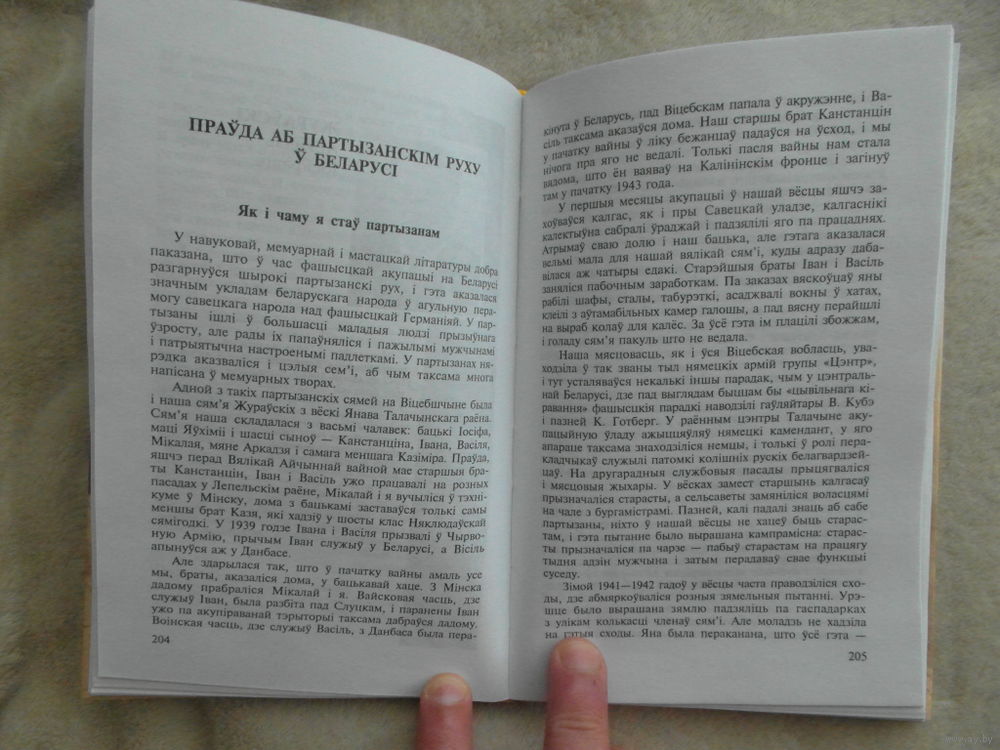 ПРАЎДА АБ ПАРТЫЗАНСКІМ РУХУ
Ў БЕЛАРУСІ
Як і чаму я стаў партызанам
У навуковай, мемуарнай і мастацкай літаратуры добра
паказана, што ў час фашысцкай акупацыі на Беларусі
разгарнуўся шырокі партызанскі рух, і гэта аказалася
значным укладам беларускага народа ў агульную пера-
могу савецкага народа над фашысцкай Германіяй. У пар-
тызаны ішлі ў большасці маладыя людзі прызыўнага
ўзросту, але рады іх папаўняліся і пажылымі мужчынамі
і патрыятычна настроенымі падлеткамі. У партызанах ня-
рэдка аказваліся і цэлыя сем’і, аб чым таксама многа
напісана ў мемуарных творах.
Адной з такіх партызанскіх сямей на Віцебшчыне была
і наша сям’я Жураўскіх з вёскі Янава Талачынскага раёна.
Сям’я наша складалася з васьмі чалавек: бацькі Іосіфа,
маці Яўхіміі і шасці сыноў — Канстанціна, Івана, Васіля,
Мікалая, мяне Аркадзя і самага меншага Казіміра. Праўда,
яшчэ перад Вялікай Айчыннай вайной мае старшыя бра-
ты Канстанцін, Іван і Васіль ужо працавалі на розных
пасадах у Лепельскім раёне, Мікалай і я вучыліся ў тэхні-
куме ў Мінску, дома з бацькамі заставаўся толькі самы
меншы брат Казя, які хадзіў у шосты клас Няклюдаўскай
сямігодкі. У 1939 годзе Івана і Васіля прызвалі ў Чырво-
ную Армію, прычым Іван служыў у Беларусі, а Вісіль
апынуўся аж у Данбасе.
Але здарылася так, што ў пачатку вайны амаль усе
мы, браты, аказаліся дома, у бацькавай хаце. З Мінска
дадому прабраліся Мікалай і я. Вайсковая часць, дзе
служыў Іван, была разбіта пад Слуцкам, і паранены Іван
ужо па акупіраванай тэрыторыі таксама дабраўся дадому.
Воінская часць, дзе служыў Васіль, з Данбаса была пера-
204
кінута ў Беларусь, пад Віцебскам папала ў акружэнне, і Ва-
сіль таксама аказаўся дома. Наш старшы брат Канстанцін
у пачатку вайны ў ліку бежанцаў падаўся на ўсход, і мы
нічога пра яго не ведалі. Толькі пасля вайны нам стала
вядома, што ён ваяваў на Калінінскім фронце і загінуў
там у пачатку 1943 года.
У першыя месяцы акупацыі ў нашай вёсцы яшчэ за-
хоўваўся калгас, як і пры Савецкай уладзе, калгаснікі
калектыўна сабралі ўраджай і падзялілі яго па працаднях.
Атрымаў сваю долю і наш бацька, але гэтага аказалася
вельмі мала для нашай вялікай сям’і, куды адразу даба-
вілася аж чатыры едакі. Старэйшыя браты Іван і Васіль
заняліся пабочным заработкам. Па заказах вяскоўцаў яны
рабілі шафы, сталы, табурэткі, асаджвалі вокны ў хатах,
клеілі з аўтамабільных камер галошы, а пад вясну перайшлі
на выраб колаў для калёс. За ўсё гэта ім плацілі збожжам,
і голаду сям’я пакуль што не ведала.
Наша мясцовасць, як і ўся Віцебская вобласць, ува-
ходзіла ў так званы тыл нямецкіх армій групы «Цэнтр»,
і тут усталяваўся некалькі іншы парадак, чым у цэнтраль-
най Беларусі, дзе пад выглядам быццам бы «цывільнага кі-
равання» фашысцкія парадкі наводзілі гаўляйтары В. Кубэ
і пазней К. Готберг. У раённым цэнтры Талачыне аку-
пацыйную ўладу ажыццяўляў нямецкі камендант, у яго
апараце таксама знаходзіліся немцы, і толькі ў ролі пера-
кладчыкаў служылі патомкі колішніх рускіх белагвардзей-
цаў. На другарадныя службовыя пасады прыцягваліся
і мясцовыя жыхары. У вёсках замест старшынь калгасаў
прызначаліся старасты, а сельсаветы замяніліся воласцямі
на чале з бургамістрамі. Пазней, калі падалі знаць аб сабе
партызаны, ніхто ў нашай вёсцы не хацеў быць старас-
там, і гэта пытанне было вырашана кампрамісна: старас-
ты прызначаліся па чарзе — пабыў старастам на працягу
тыдня адзін мужчына і затым перадаваў свае функцыі
суседу.
Зімой 1941—1942 гадоў у вёсцы часта праводзіліся схо-
ды, дзе абмяркоўваліся розныя зямельныя пытанні. Урэ-
шце было вырашана зямлю падзяліць па гаспадарках
з улікам колькасці членаў сям’і. Але моладзь не хадзіла
на гэтыя сходы. Яна была пераканана, што ўсё гэта —
205